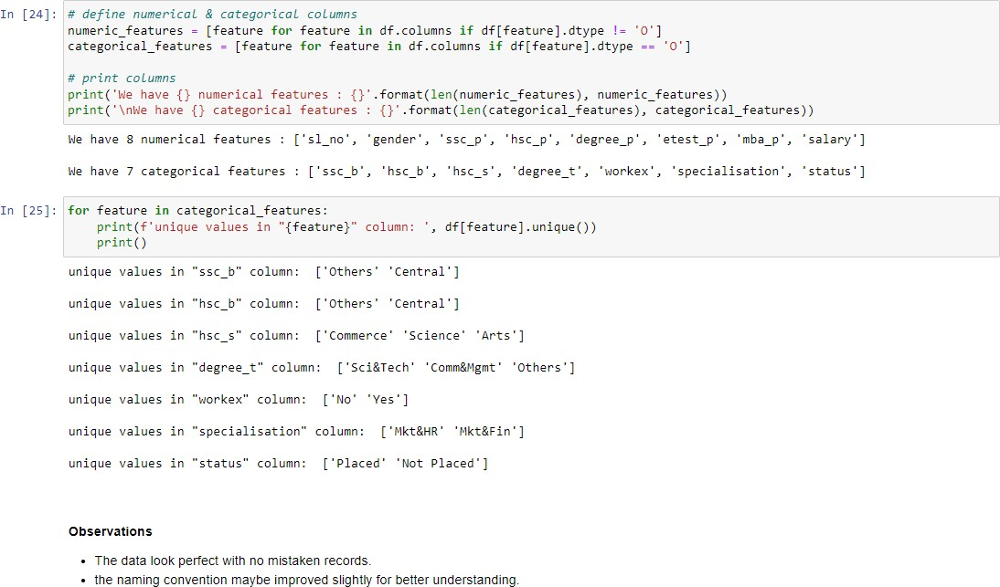 In [24]: # define numerical & categorical columns
numeric_features = [feature for feature in df.columns if df[feature].dtype != 'O']
categorical_features = [feature for feature in df.columns if df[feature].dtype == 'O']
# print columns
print('We have {} numerical features : {}'.format(len(numeric_features), numeric_features))
print('\nWe have {} categorical features : {}'.format(len(categorical_features), categorical_features))
We have 8 numerical features : ['sl_no', 'gender', 'ssc_p', 'hsc_p', 'degree_p', 'etest_p', 'mba_p', 'salary']
We have 7 categorical features : ['ssc_b', 'hsc_b', 'hsc_s', 'degree_t', 'workex', 'specialisation', 'status']
In [25]: for feature in categorical_features:
print(f'unique values in "{feature}" column: ', df[feature].unique())
print()
unique values in "ssc_b" column:  ['Others' 'Central']
unique values in "hsc_b" column:  ['Others' 'Central']
unique values in "hsc_s" column:  ['Commerce' 'Science' 'Arts']
unique values in "degree_t" column:  ['Sci&Tech' 'Comm&Mgmt' 'Others']
unique values in "workex" column:  ['No' 'Yes']
unique values in "specialisation" column:  ['Mkt&HR' 'Mkt&Fin']
unique values in "status" column:  ['Placed' 'Not Placed']
Observations
• The data look perfect with no mistaken records.
• the naming convention maybe improved slightly for better understanding.